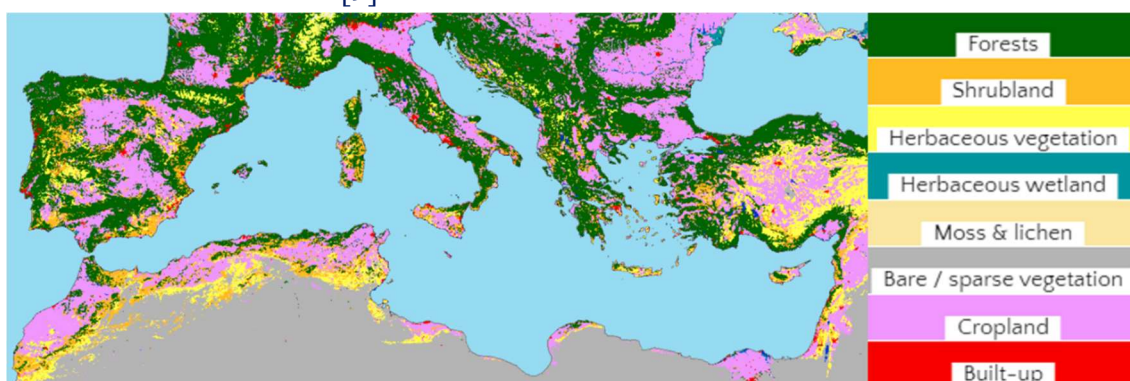 Forests
Shrubland
Herbaceous vegetation
Herbaceous wetland
Moss & lichen
Bare / sparse vegetation
Cropland
Built-up